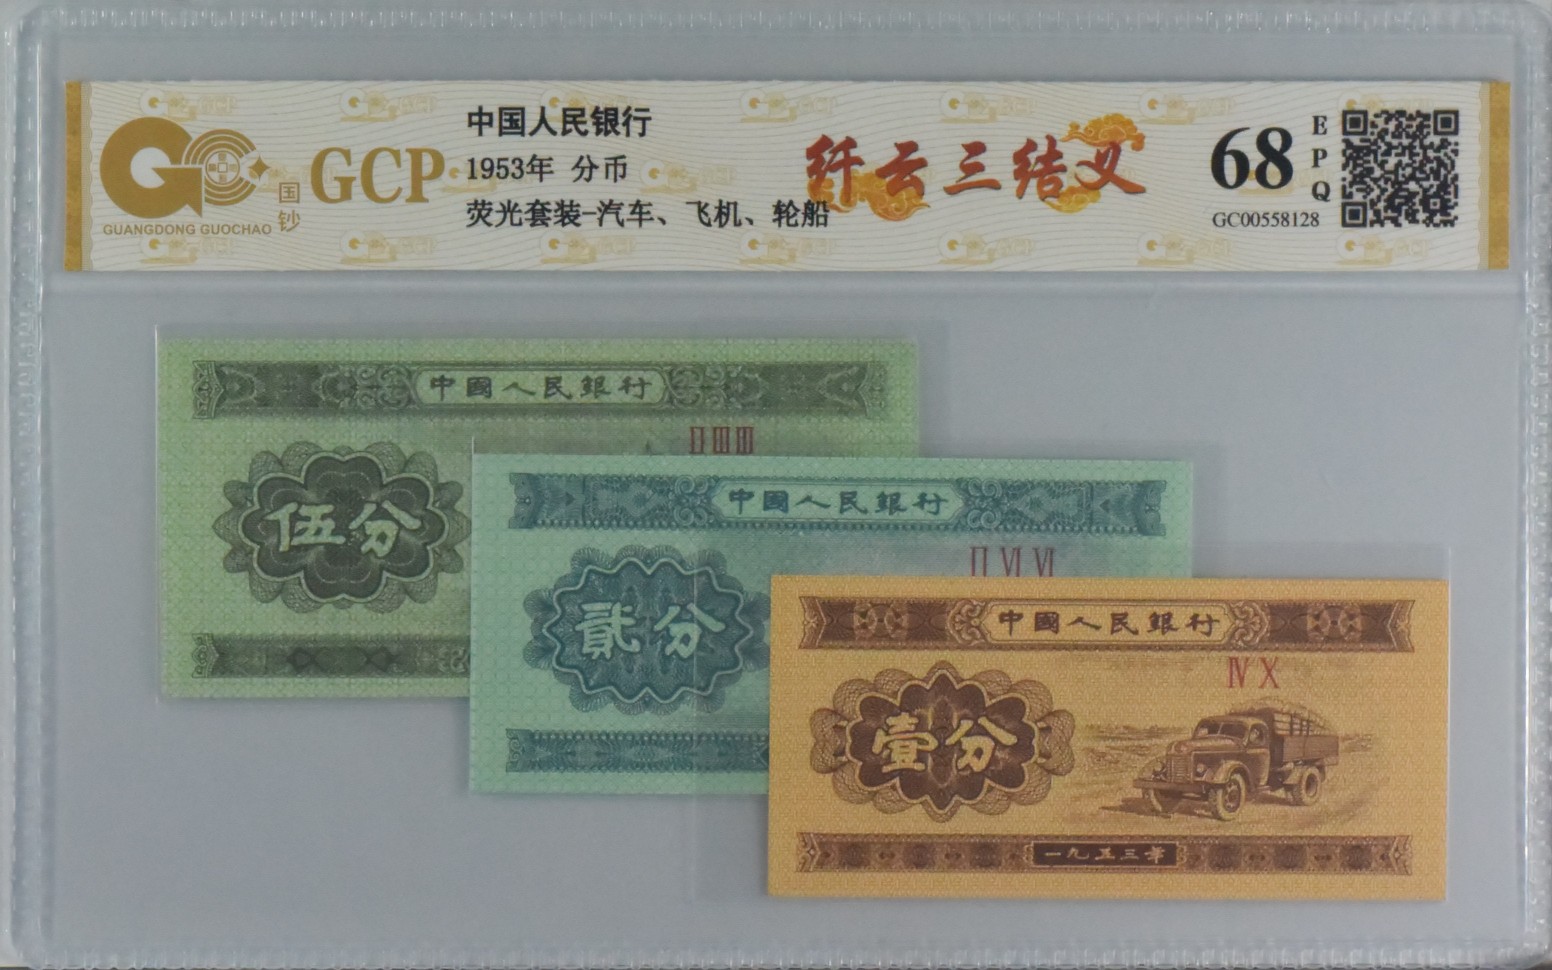 GUANGDONG GUOCHAO
国钞
GCP
中国人民银行
1953年 分币
荧光套装-汽车、飞机、轮船
纤云三结义
68
EPQ
GC00558128
中國人民銀行
伍分
中國人民銀行
II VI VI
貳分
中國人民銀行
IV X
壹分
一九五三年